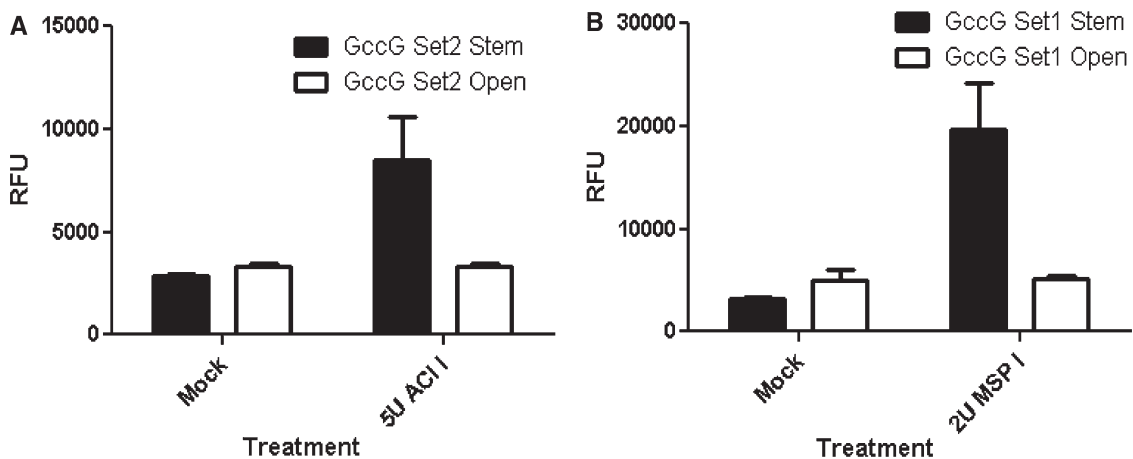 A
15000
10000
5000
0
RFU
GccG Set2 Stem
GccG Set2 Open
Mock
5U ACI I
Treatment
B
30000
20000
10000
0
RFU
GccG Set1 Stem
GccG Set1 Open
Mock
2U MSP I
Treatment